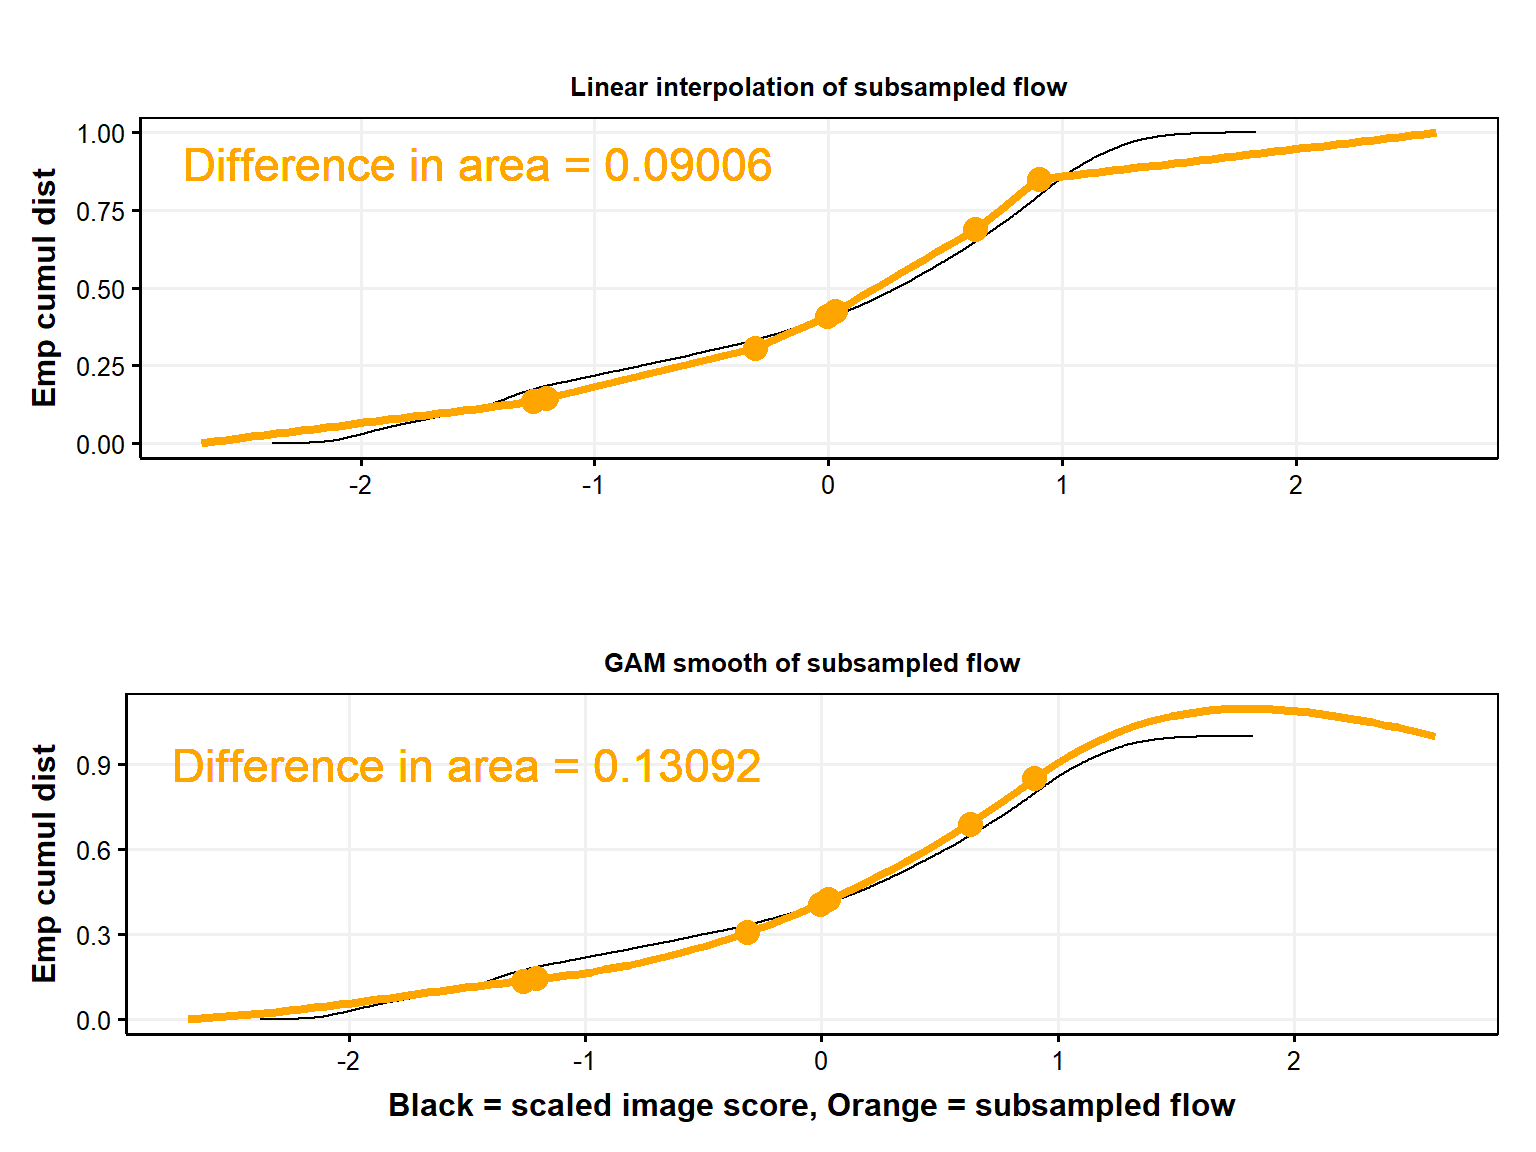 Linear interpolation of subsampled flow
Emp cumul dist
1.00
0.75
0.50
0.25
0.00
Difference in area = 0.09006
-2 -1 0 1 2
GAM smooth of subsampled flow
Emp cumul dist
0.9
0.6
0.3
0.0
Difference in area = 0.13092
-2 -1 0 1 2
Black = scaled image score, Orange = subsampled flow